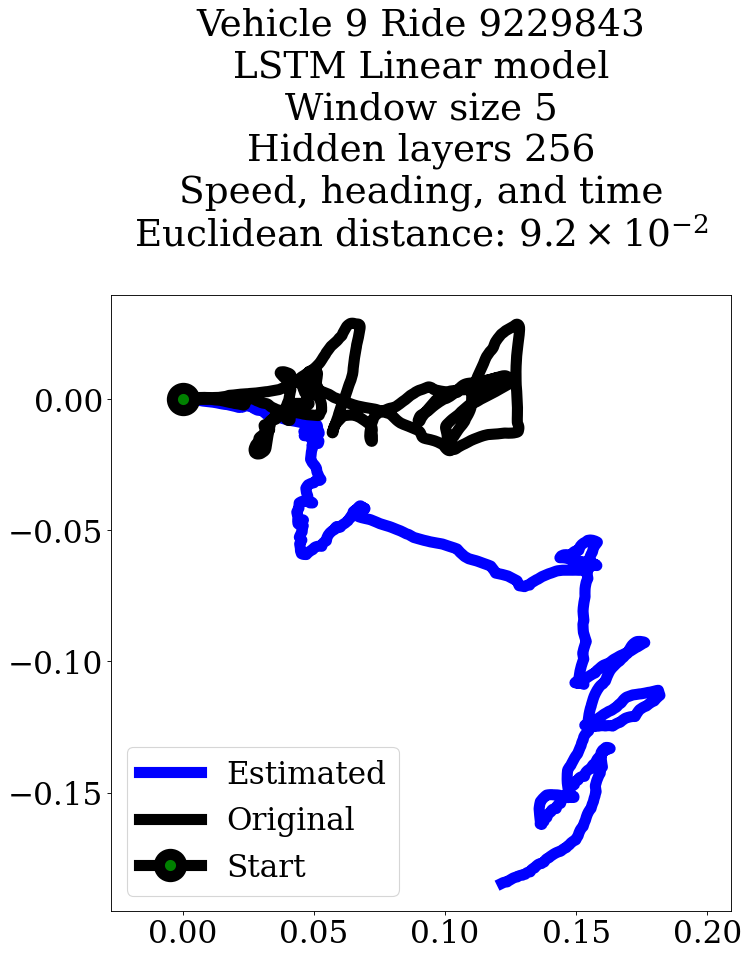 Vehicle 9 Ride 9229843
LSTM Linear model
Window size 5
Hidden layers 256
Speed, heading, and time
Euclidean distance: 9.2 × 10⁻²
0.00
−0.05
−0.10
−0.15
Estimated
Original
Start
0.00 0.05 0.10 0.15 0.20